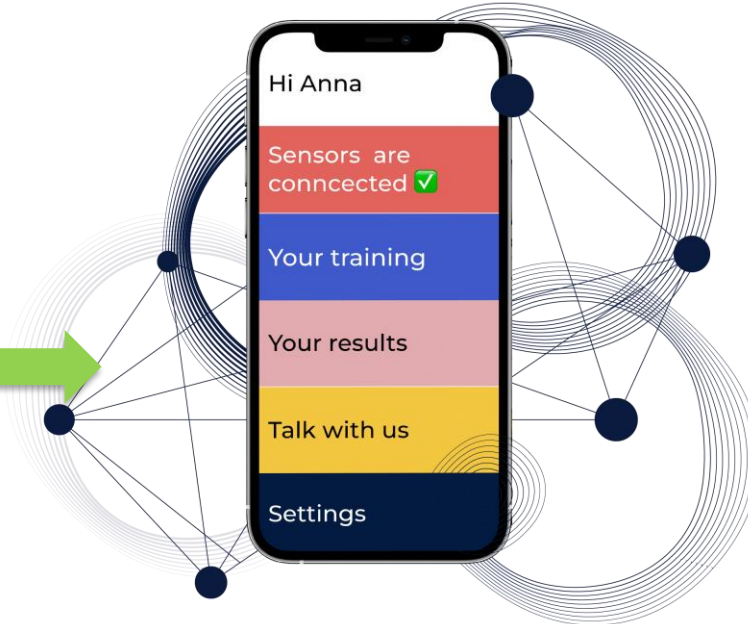 Hi Anna
Sensors are
conncected ✅
Your training
Your results
Talk with us
Settings